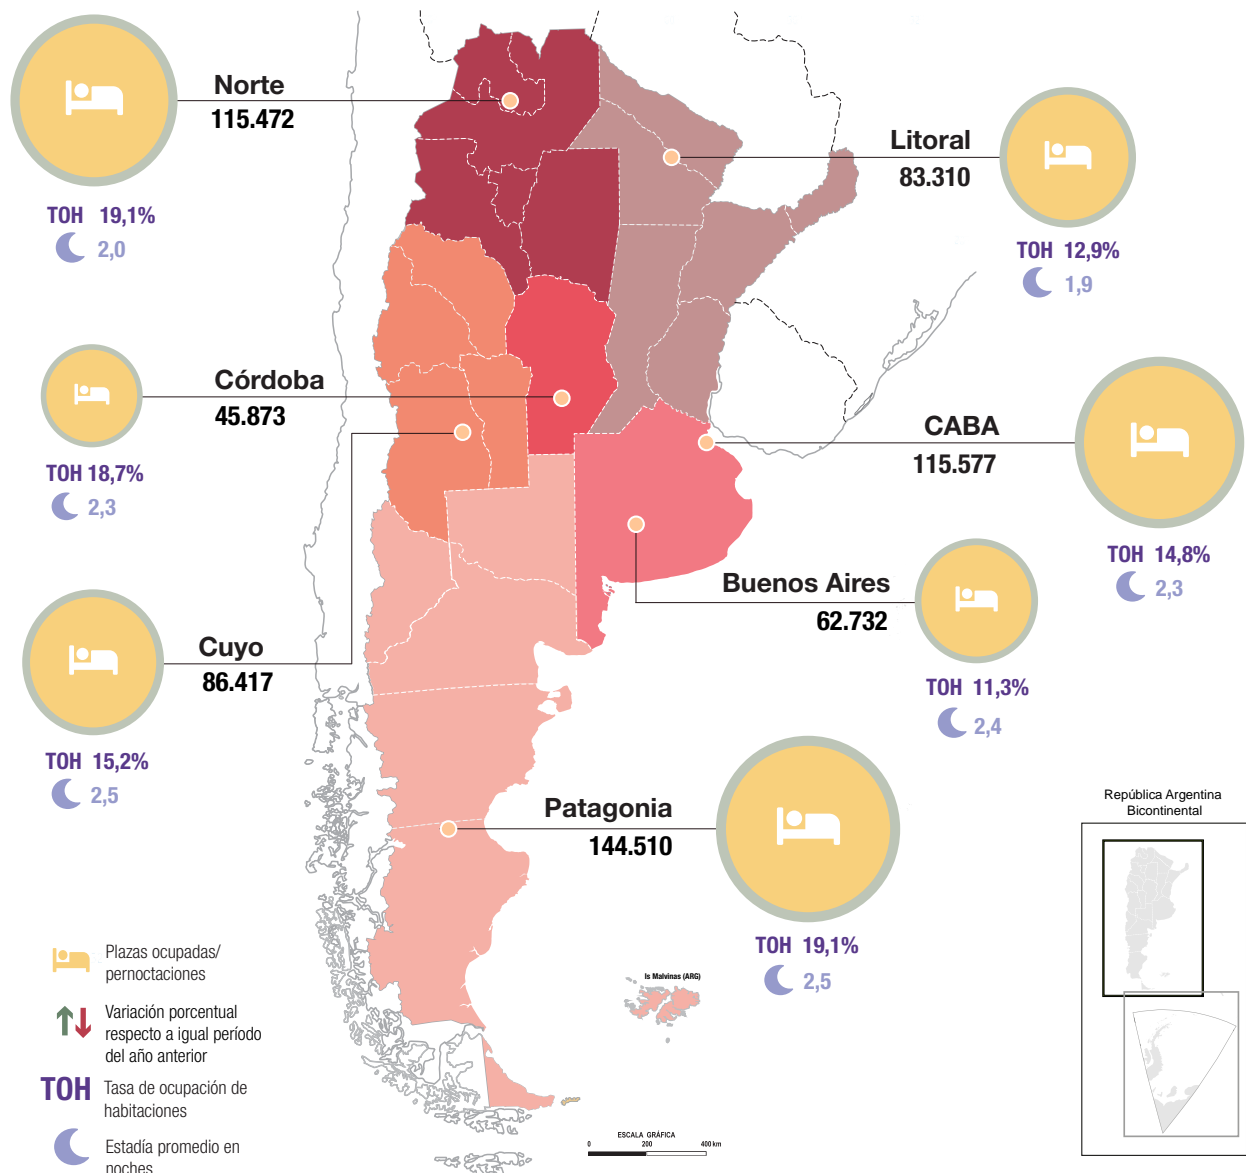 Norte
115.472
TOH 19,1%
2,0
Litoral
83.310
TOH 12,9%
1,9
Córdoba
45.873
TOH 18,7%
2,3
CABA
115.577
TOH 14,8%
2,3
Buenos Aires
62.732
TOH 11,3%
2,4
Cuyo
86.417
TOH 15,2%
2,5
Patagonia
144.510
TOH 19,1%
2,5
República Argentina
Bicontinental
Is Malvinas (ARG)
Plazas ocupadas/
pernoctaciones
Variación porcentual
respecto a igual período
del año anterior
TOH Tasa de ocupación de
habitaciones
Estadía promedio en
noches
ESCALA GRÁFICA
0 200 400 km